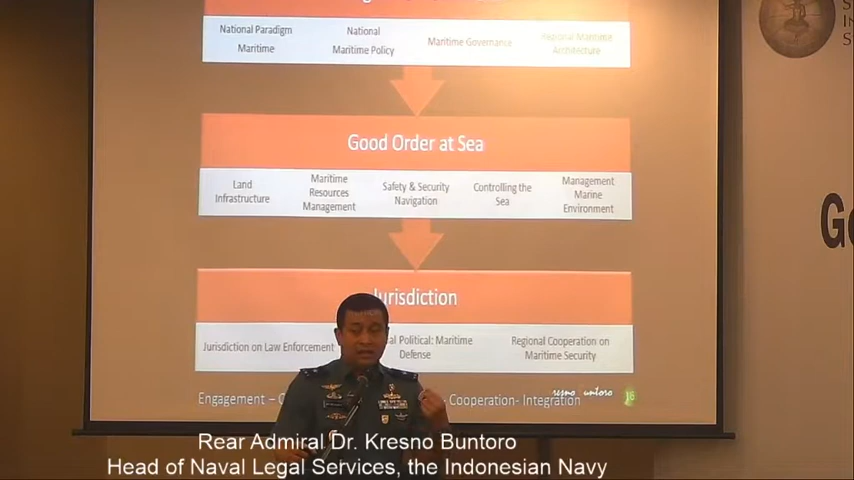 National Paradigm
Maritime
National
Maritime Policy
Maritime Governance
Regional Maritime
Architecture
Good Order at Sea
Land
Infrastructure
Maritime
Resources
Management
Safety & Security
Navigation
Controlling the
Sea
Management
Marine
Environment
Jurisdiction
Jurisdiction on Law Enforcement
Political: Maritime
Defense
Regional Cooperation on
Maritime Security
Engagement –
Cooperation- Integration
16
Rear Admiral Dr. Kresno Buntoro
Head of Naval Legal Services, the Indonesian Navy